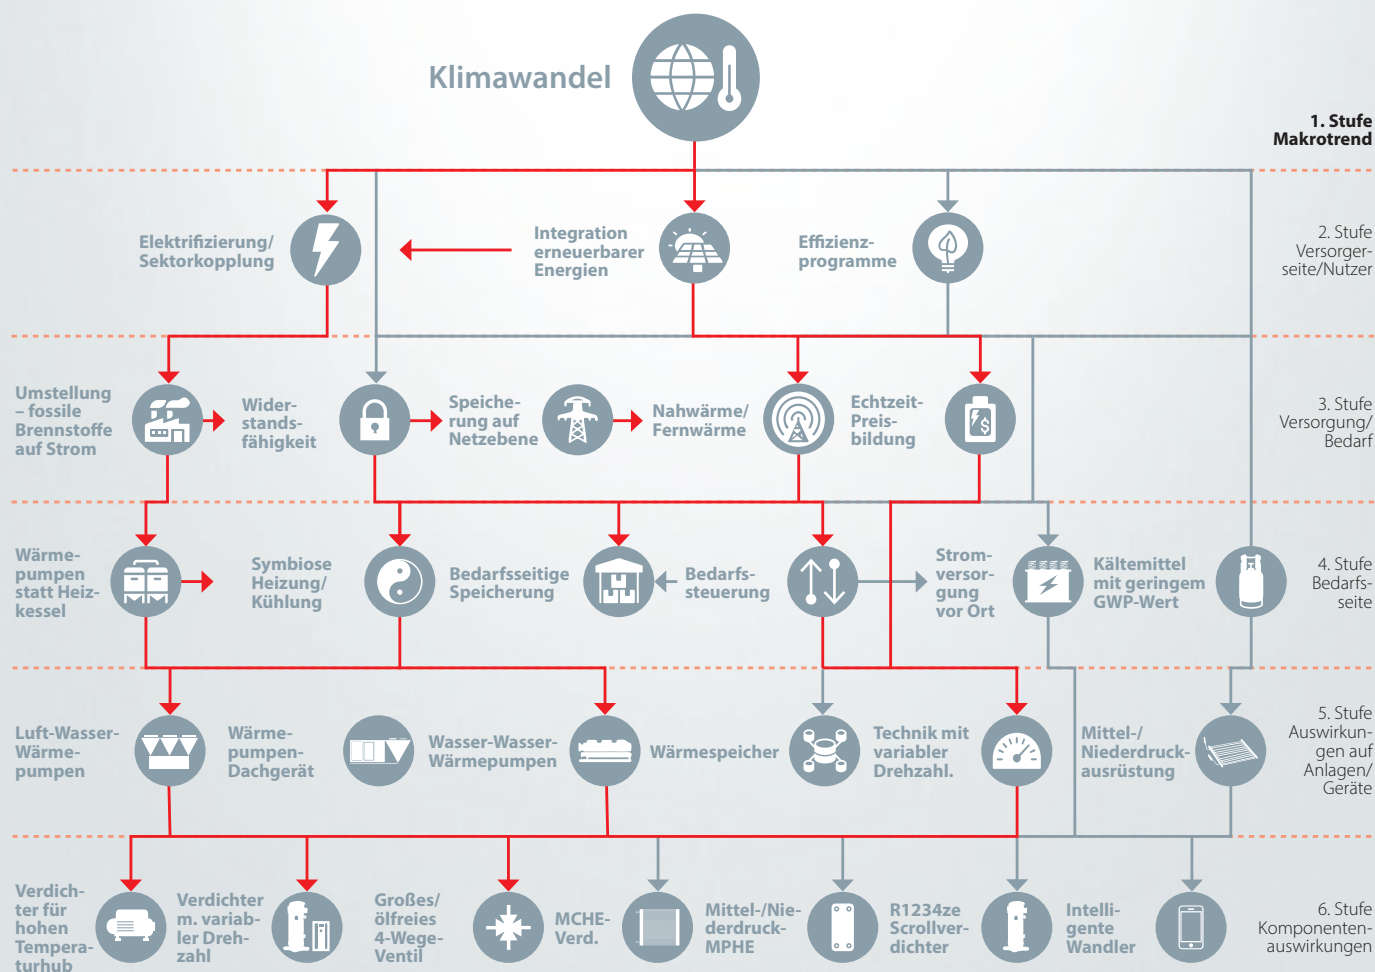 Klimawandel
1. Stufe
Makrotrend
Elektrifizierung/
Sektorkopplung
Integration
erneuerbarer
Energien
Effizienz-
programme
2. Stufe
Versorger-
seite/Nutzer
Umstellung
– fossile
Brennstoffe
auf Strom
Wider-
stands-
fähigkeit
Speiche-
rung auf
Netzebene
Nahwärme/
Fernwärme
Echtzeit-
Preis-
bildung
$
3. Stufe
Versorgung/
Bedarf
Wärme-
pumpen
statt Heiz-
kessel
Symbiose
Heizung/
Kühlung
Bedarfsseitige
Speicherung
Bedarfs-
steuerung
Strom-
versor-
gung
vor Ort
Kältemittel
mit geringem
GWP-Wert
4. Stufe
Bedarfs-
seite
Luft-Wasser-
Wärme-
pumpen
Wärme-
pumpen-
Dachgerät
Wasser-Wasser-
Wärmepumpen
Wärmespeicher
Technik mit
variabler
Drehzahl.
Mittel-/
Niederdruck-
ausrüstung
5. Stufe
Auswirkun-
gen auf
Anlagen/
Geräte
Verdich-
ter für
hohen
Tempera-
turhub
Verdichter
m. variab-
ler Dreh-
zahl
Großes/
ölfreies
4-Wege-
Ventil
MCHE-
Verd.
Mittel-/Nie-
derdruck-
MPHE
R1234ze
Scrollver-
dichter
Intelli-
gente
Wandler
6. Stufe
Komponenten-
auswirkungen